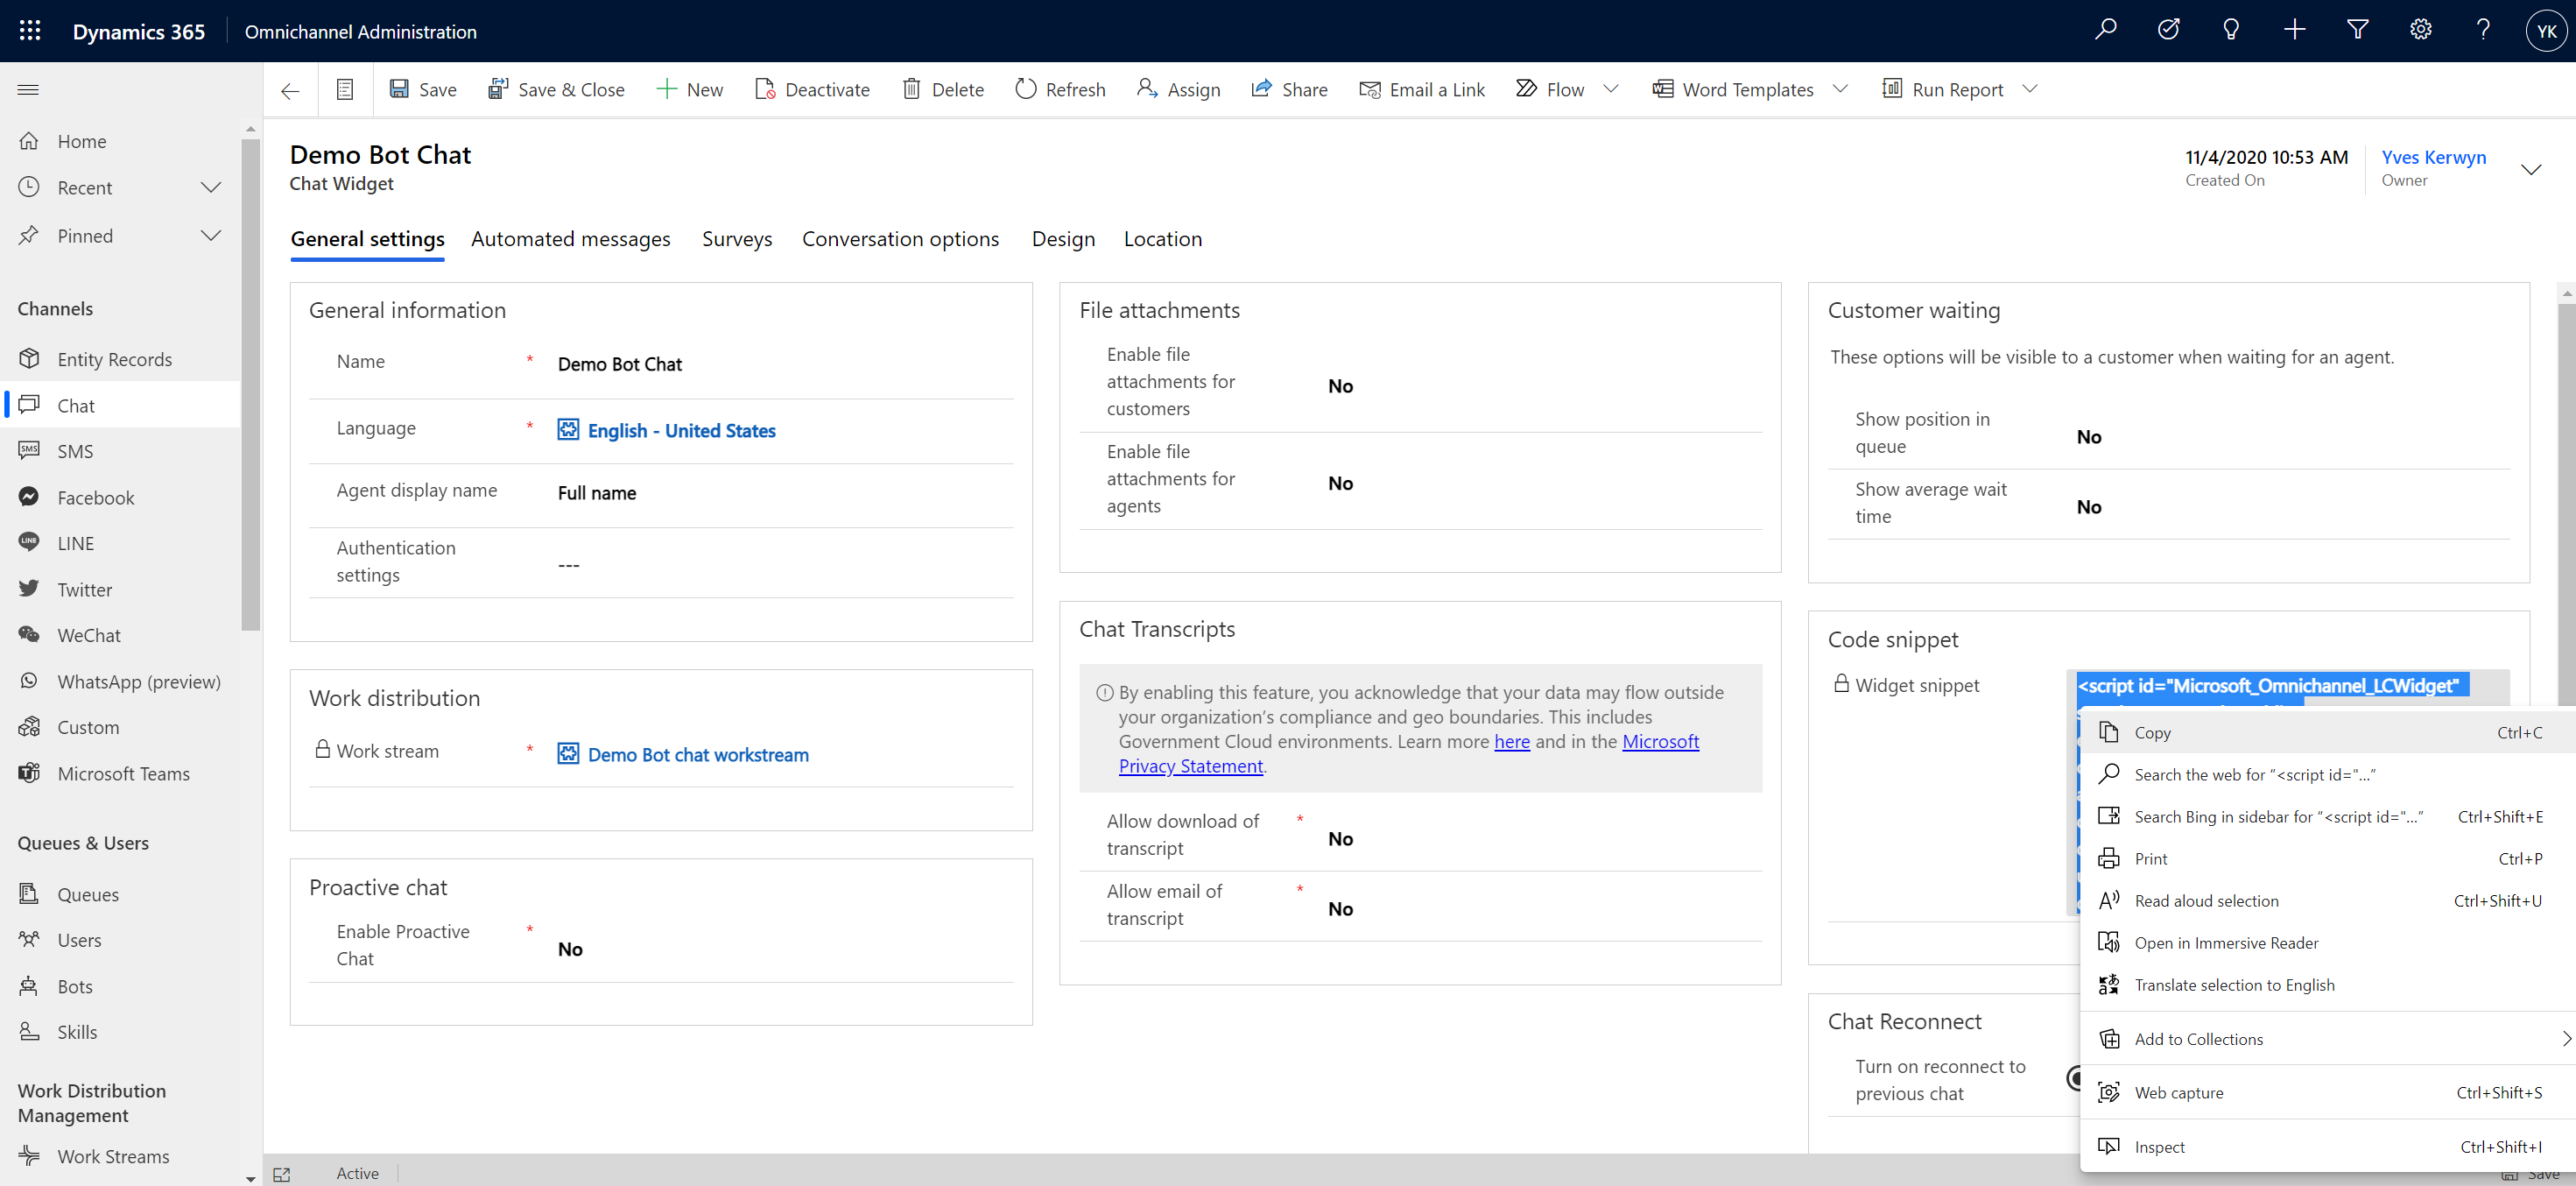 Dynamics 365
Omnichannel Administration
YK
Save
Save & Close
New
Deactivate
Delete
Refresh
Assign
Share
Email a Link
Flow
Word Templates
Run Report
Home
Recent
Pinned
Channels
Entity Records
Chat
SMS
SMS
Facebook
LINE
LINE
Twitter
WeChat
WhatsApp (preview)
Custom
Microsoft Teams
Queues & Users
Queues
Users
Bots
Skills
Work Distribution
Management
Work Streams
Demo Bot Chat
Chat Widget
11/4/2020 10:53 AM
Created On
Yves Kerwyn
Owner
General settings
Automated messages
Surveys
Conversation options
Design
Location
General information
Name
*
Demo Bot Chat
Language
*
English - United States
Agent display name
Full name
Authentication
settings
---
Work distribution
Work stream
*
Demo Bot chat workstream
Proactive chat
Enable Proactive
Chat
*
No
File attachments
Enable file
attachments for
customers
No
Enable file
attachments for
agents
No
Chat Transcripts
By enabling this feature, you acknowledge that your data may flow outside
your organization's compliance and geo boundaries. This includes
Government Cloud environments. Learn more here and in the Microsoft
Privacy Statement.
Allow download of
transcript
*
No
Allow email of
transcript
*
No
Customer waiting
These options will be visible to a customer when waiting for an agent.
Show position in
queue
No
Show average wait
time
No
Code snippet
Widget snippet
<script id="Microsoft_Omnichannel_LCWidget"
Copy
Ctrl+C
Search the web for "<script id="..."
Search Bing in sidebar for "<script id="..."
Ctrl+Shift+E
Print
Ctrl+P
Read aloud selection
Ctrl+Shift+U
Open in Immersive Reader
Translate selection to English
Add to Collections
Web capture
Ctrl+Shift+S
Inspect
Ctrl+Shift+I
Chat Reconnect
Turn on reconnect to
previous chat
Active
Save